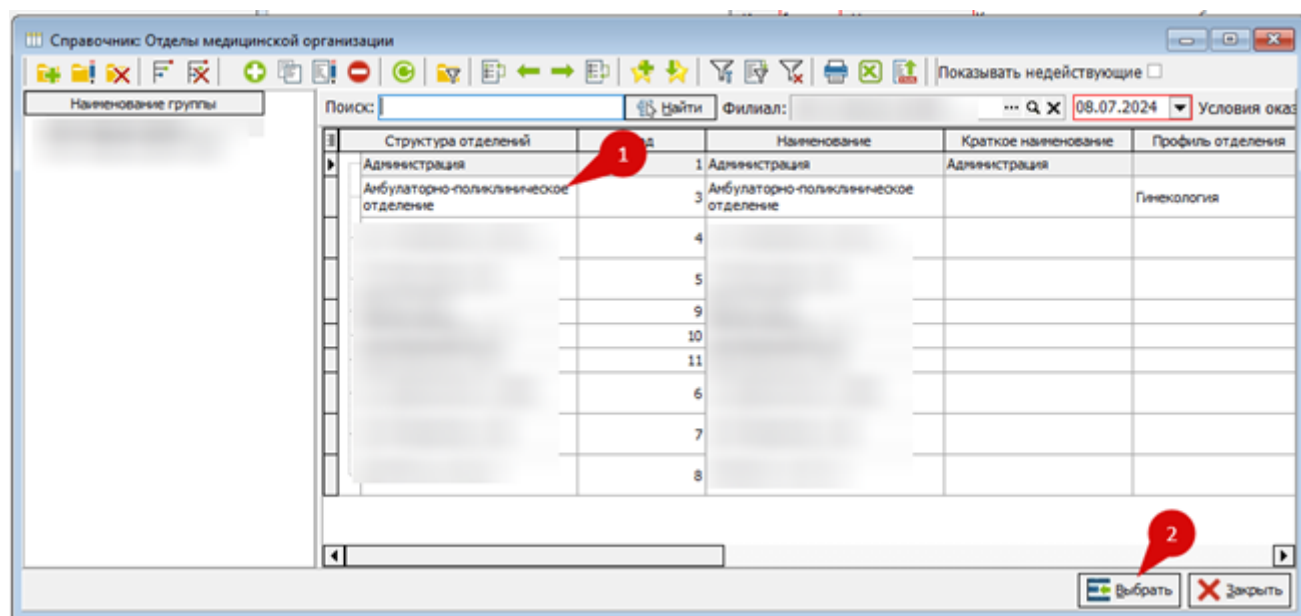 Справочник: Отделы медицинской организации
Показывать недействующие
Наименование группы
Поиск:
Найти
Филиал:
08.07.2024
Условия оказ
Структура отделений
Наименование
Краткое наименование
Профиль отделения
1
Администрация
1
Администрация
Администрация
Амбулаторно-поликлиническое
отделение
3
Амбулаторно-поликлиническое
отделение
Гинекология
4
5
9
10
11
6
7
8
2
Выбрать
Закрыть